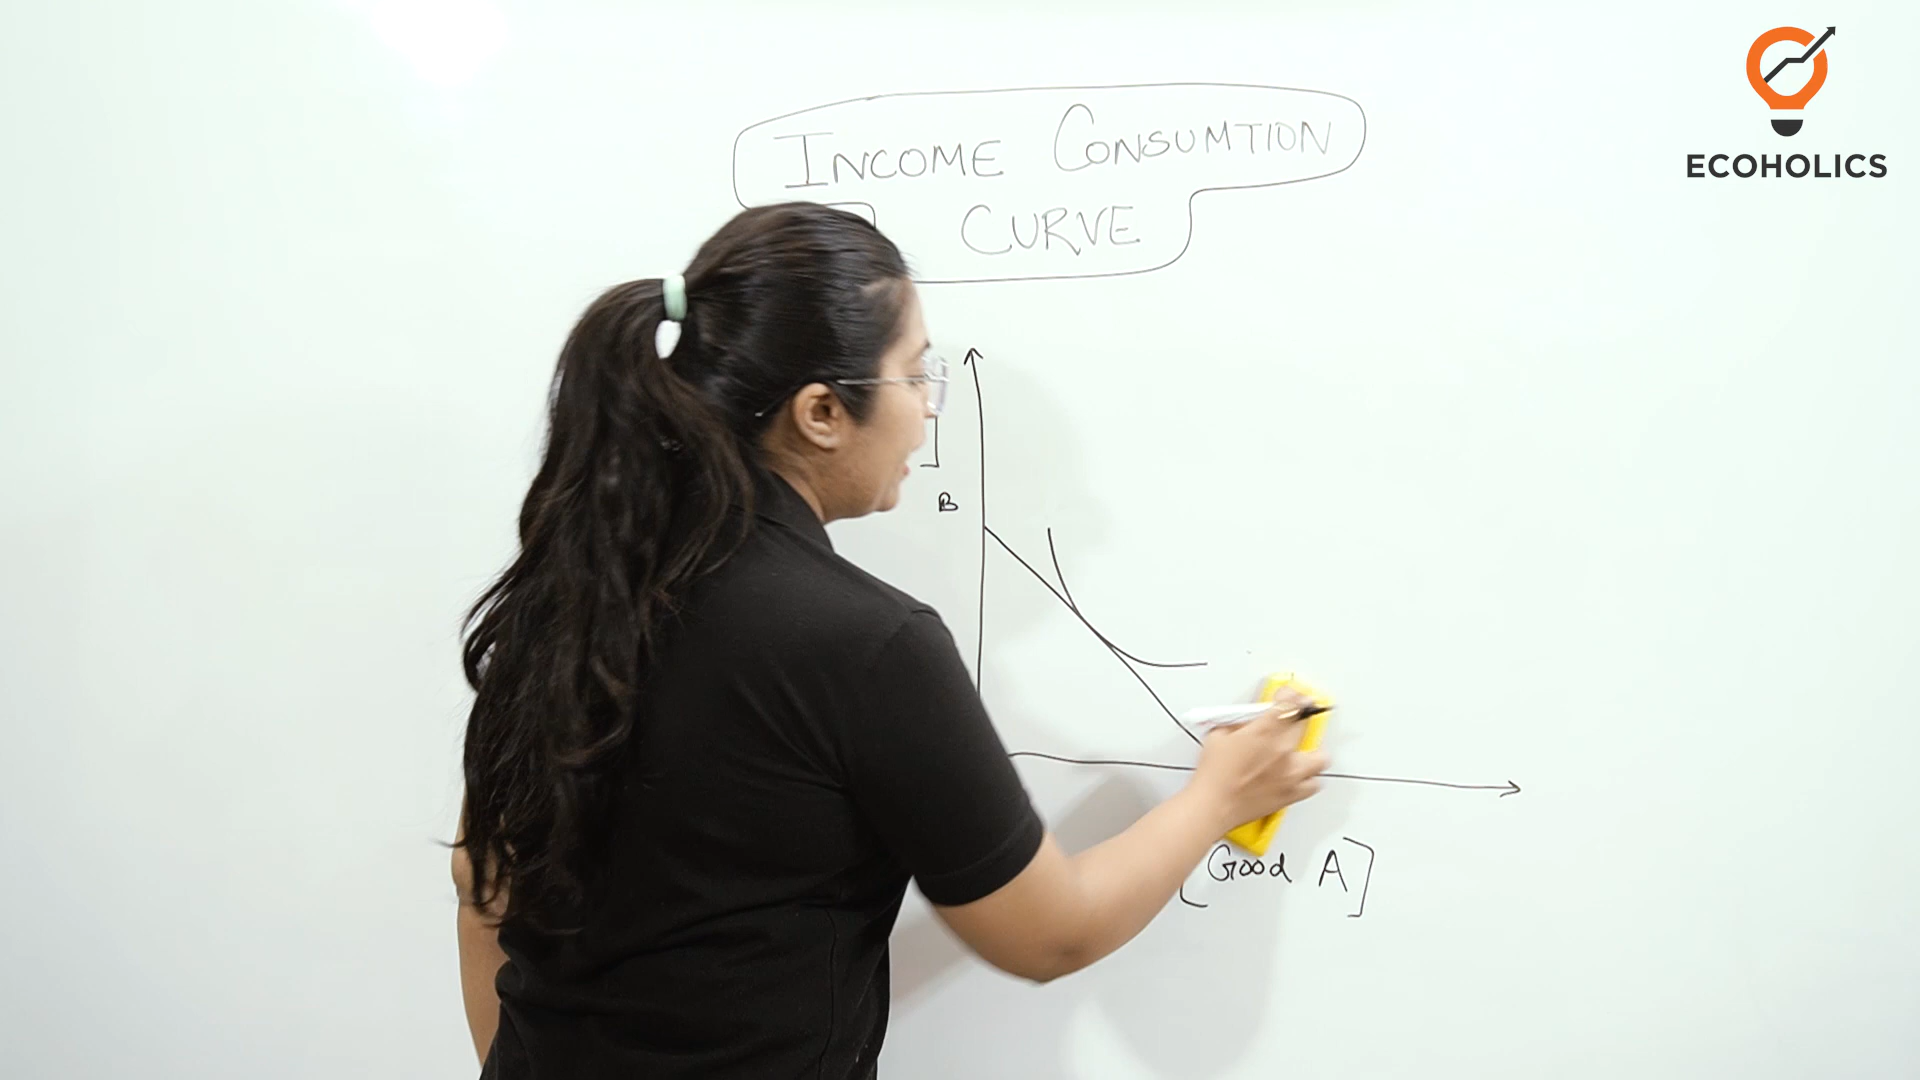 INCOME CONSUMTION
CURVE
ECOHOLICS
]
B
[Good A]